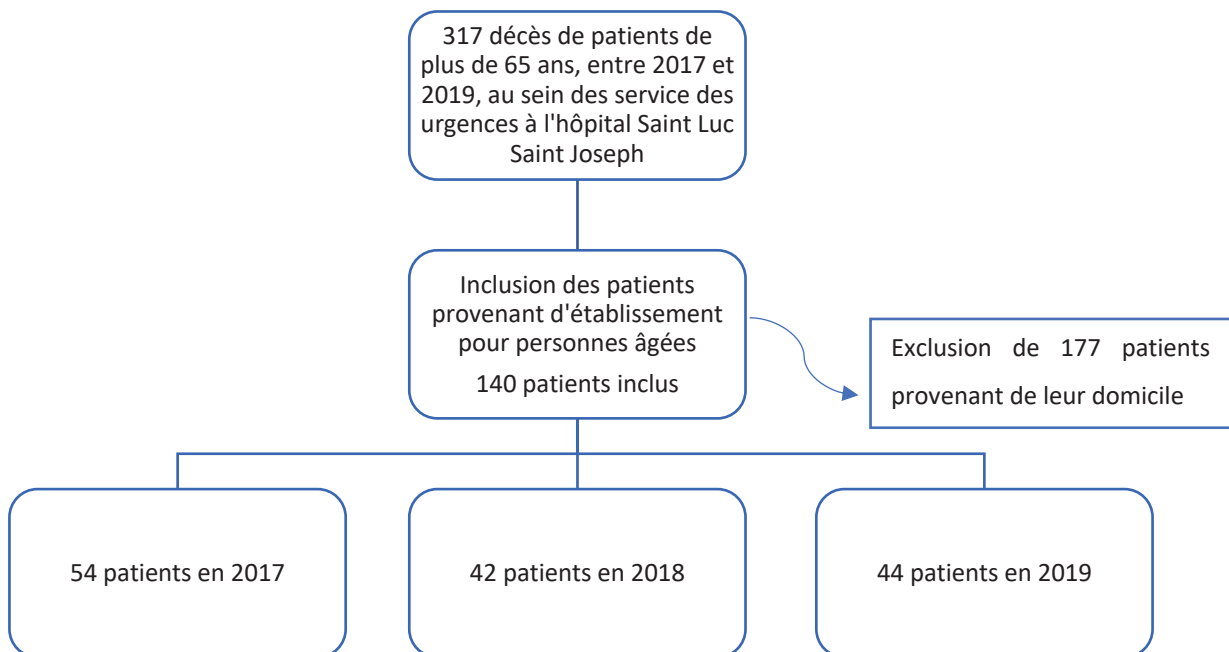 317 décès de patients de
plus de 65 ans, entre 2017 et
2019, au sein des service des
urgences à l'hôpital Saint Luc
Saint Joseph
Inclusion des patients
provenant d'établissement
pour personnes âgées
140 patients inclus
Exclusion de 177 patients
provenant de leur domicile
54 patients en 2017
42 patients en 2018
44 patients en 2019